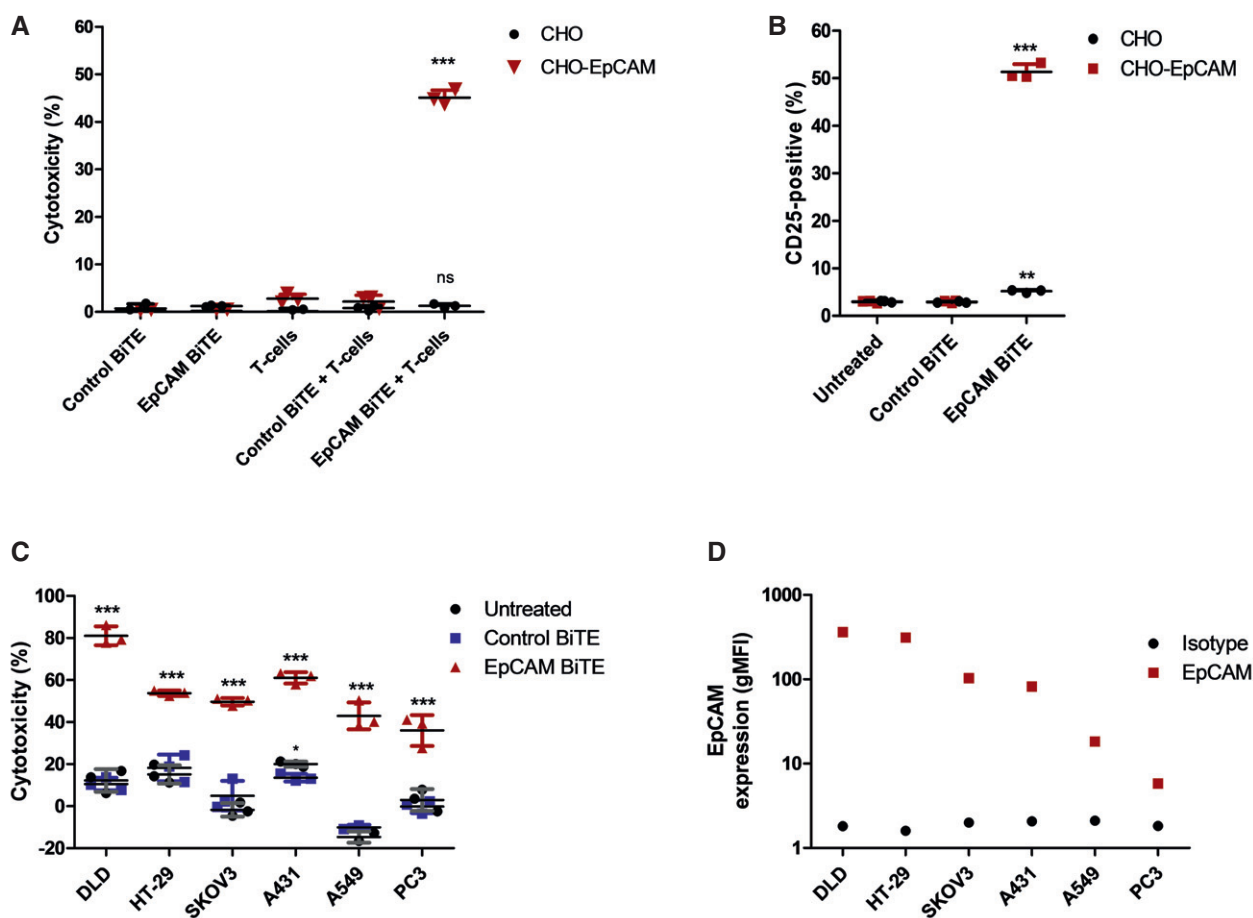 A
Cytotoxicity (%)
60
50
40
30
20
10
0
***
ns
CHO
CHO-EpCAM
Control BiTE
EpCAM BiTE
T-cells
Control BiTE + T-cells
EpCAM BiTE + T-cells
B
CD25-positive (%)
60
50
40
30
20
10
0
***
**
CHO
CHO-EpCAM
Untreated
Control BiTE
EpCAM BiTE
C
Cytotoxicity (%)
100
80
60
40
20
0
-20
***
***
***
***
***
***
*
Untreated
Control BiTE
EpCAM BiTE
DLD
HT-29
SKOV3
A431
A549
PC3
D
EpCAM
expression (gMFI)
1000
100
10
1
Isotype
EpCAM
DLD
HT-29
SKOV3
A431
A549
PC3